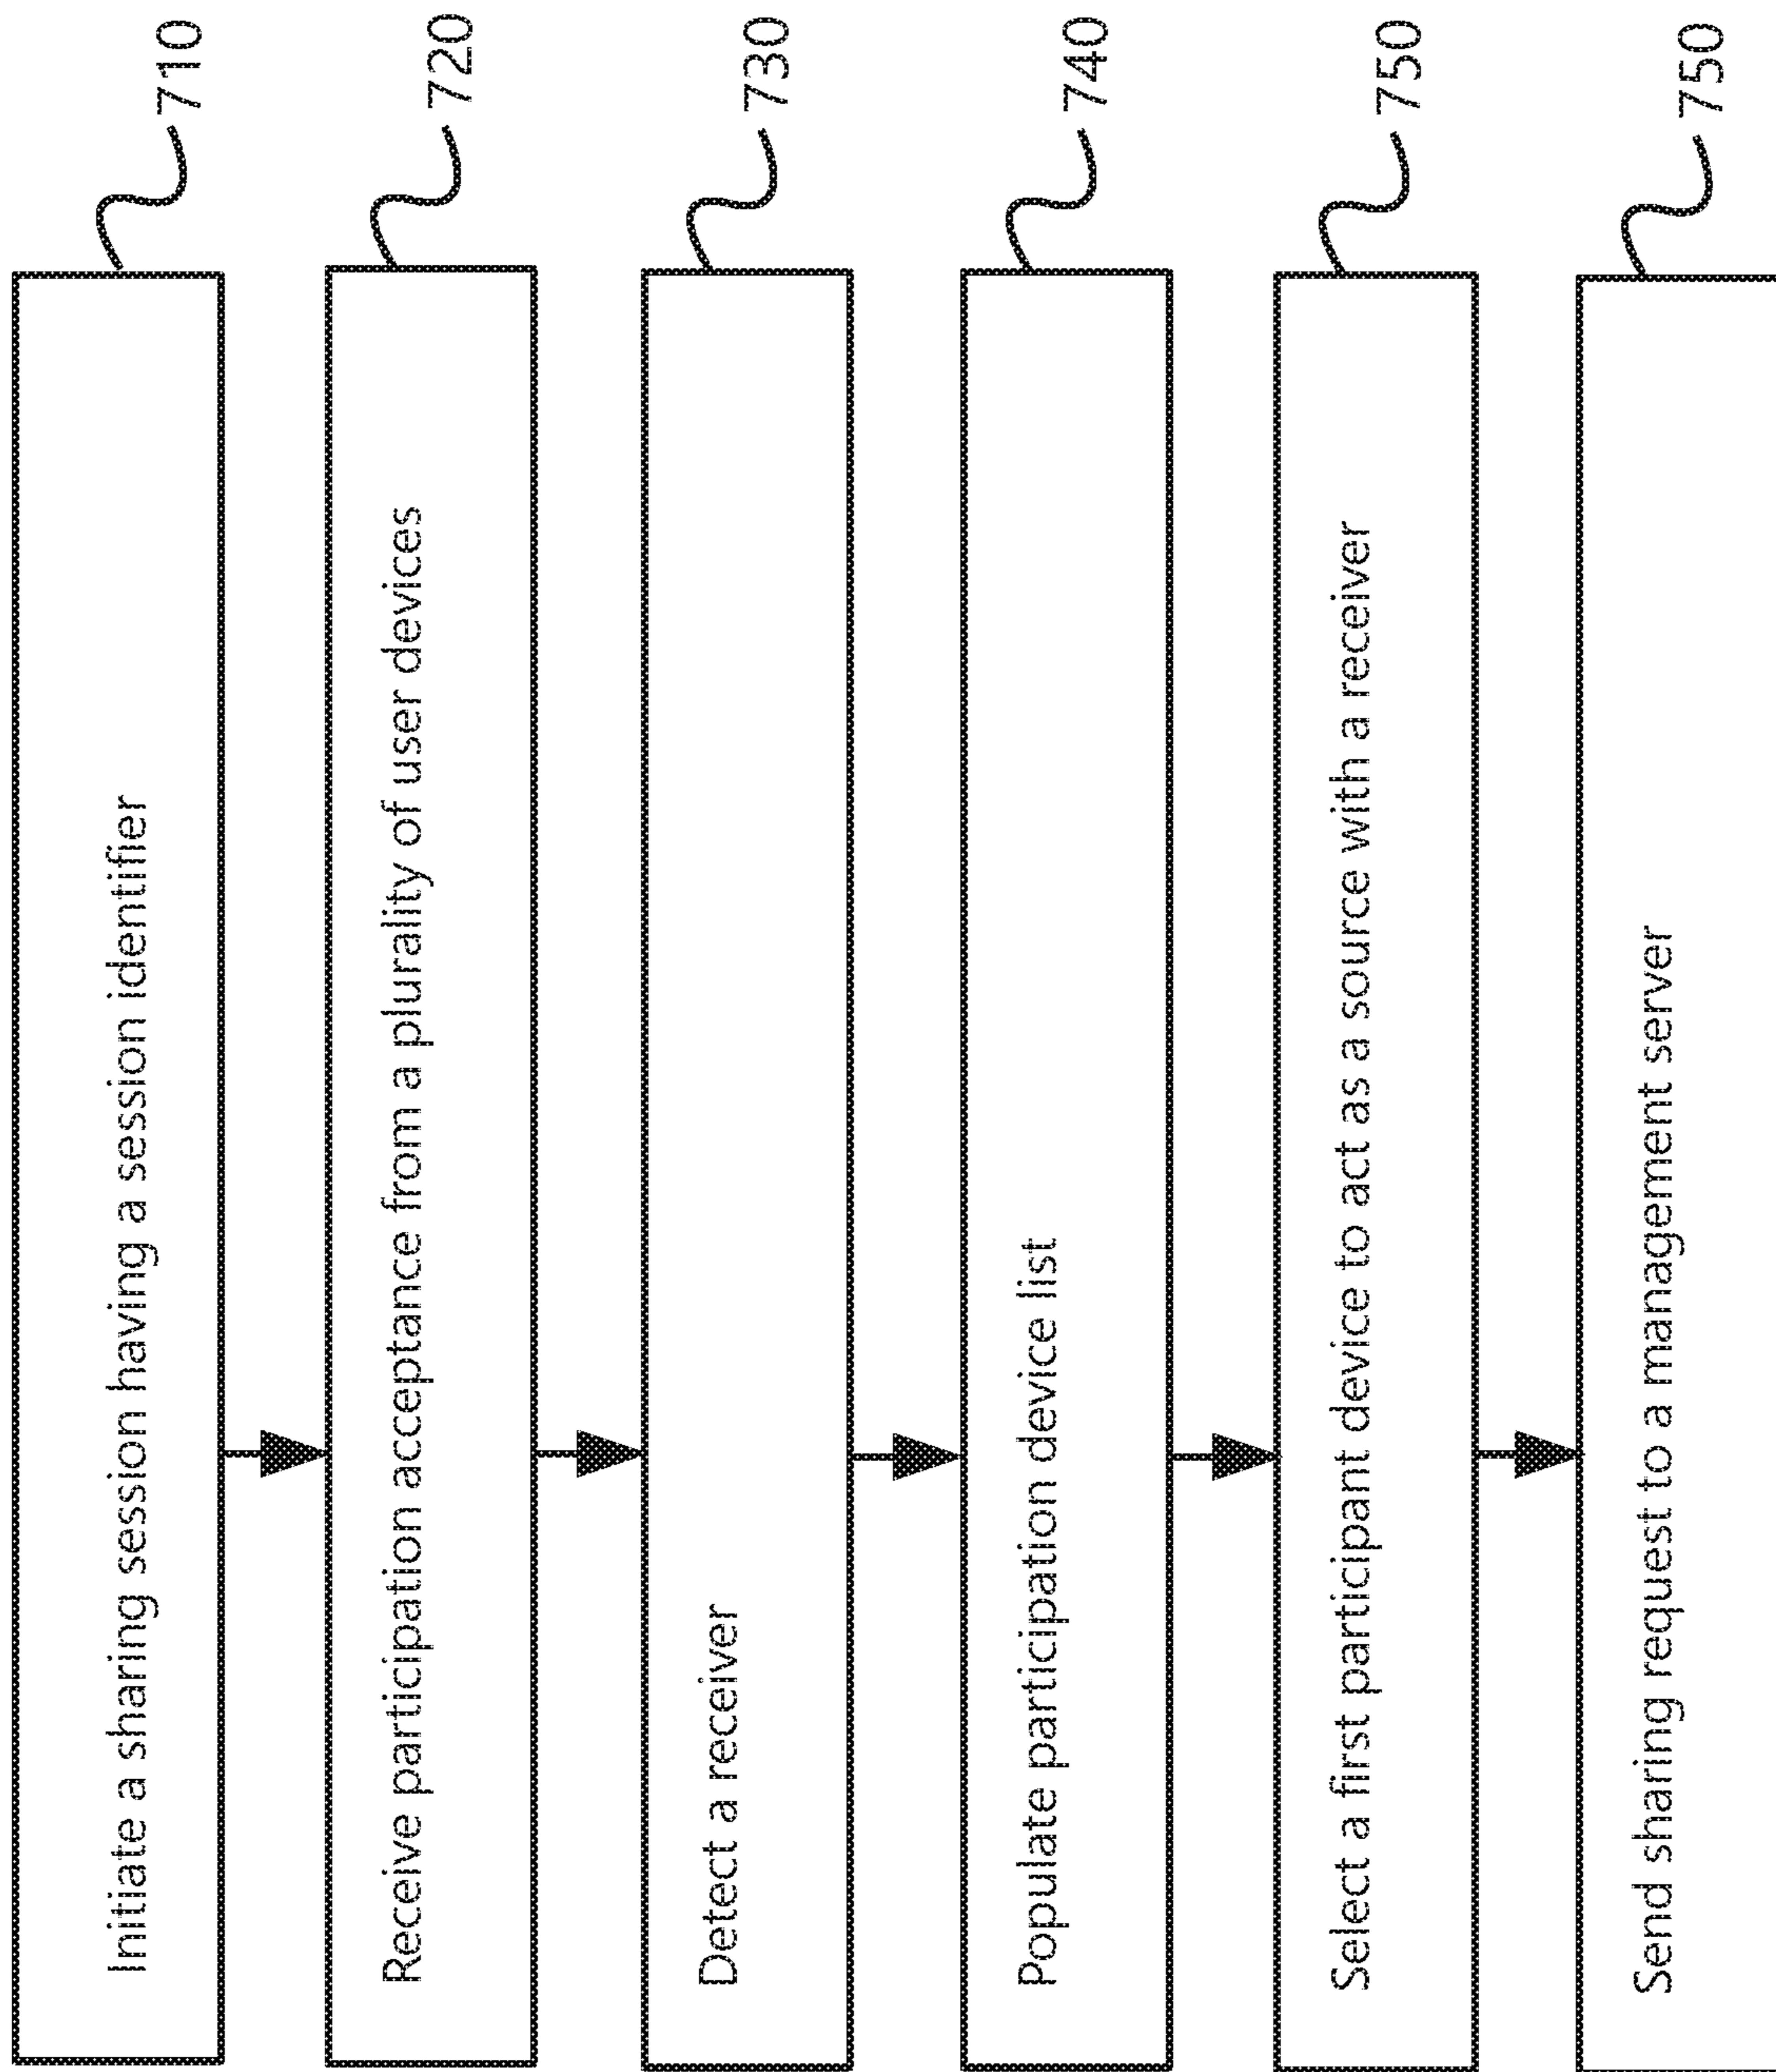 Initiate a sharing session having a session identifier
710
Receive participation acceptance from a plurality of user devices
720
Detect a receiver
730
Populate participation device list
740
Select a first participant device to act as a source with a receiver
750
Send sharing request to a management server
750